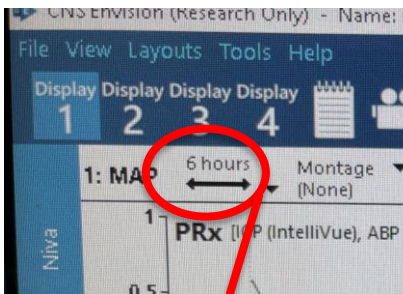 CNS Envision (Research Only) - Name:
File View Layouts Tools Help
Display Display Display Display
1 2 3 4
1: MAP 6 hours Montage
(None)
Niva
1
PRx [ICP (IntelliVue), ABP
0.5